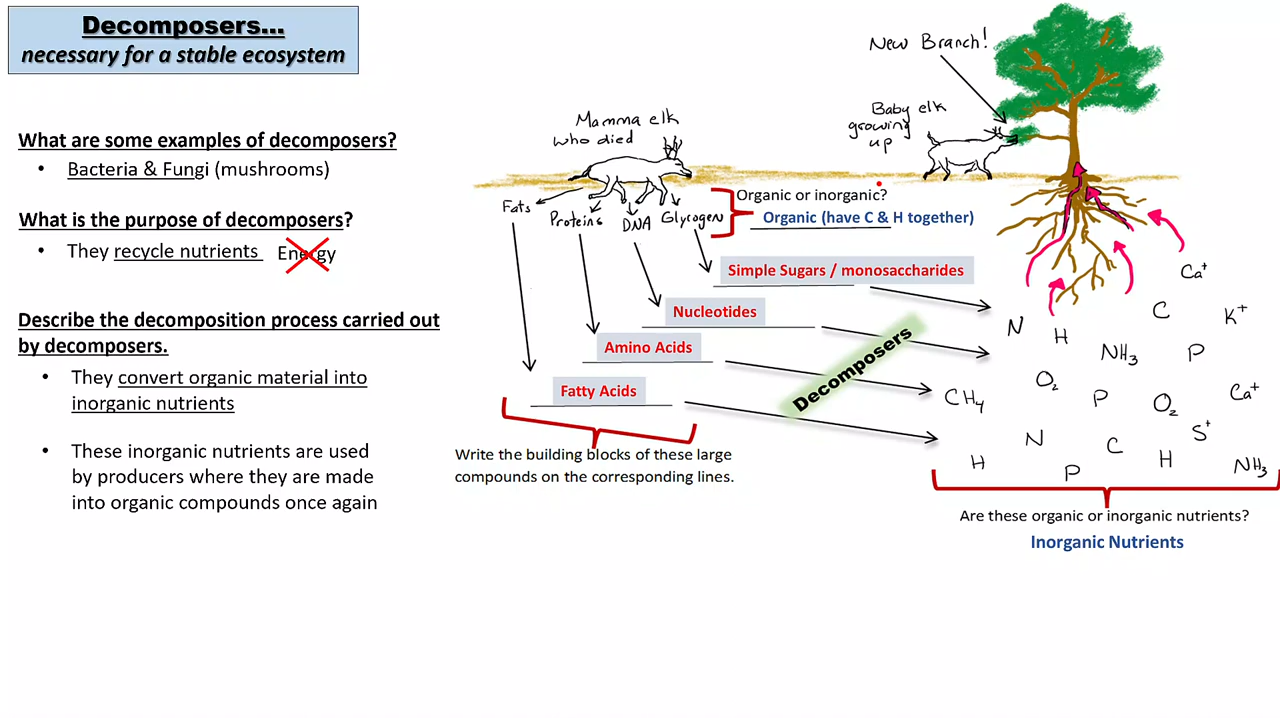 Decomposers...
necessary for a stable ecosystem
What are some examples of decomposers?
• Bacteria & Fungi (mushrooms)
What is the purpose of decomposers?
• They recycle nutrients Energy
Describe the decomposition process carried out
by decomposers.
• They convert organic material into
inorganic nutrients
• These inorganic nutrients are used
by producers where they are made
into organic compounds once again
New Branch!
Mamma elk
who died
Baby elk
growing
up
Fats
Proteins
DNA
Glycogen
Organic or inorganic?
Organic (have C & H together)
Simple Sugars / monosaccharides
Nucleotides
Amino Acids
Fatty Acids
Decomposers
Write the building blocks of these large
compounds on the corresponding lines.
Ca⁺
N H C K⁺
NH₃ P
CH₄ O₂ P O₂ Ca⁺
N C S⁺
H P H NH₃
Are these organic or inorganic nutrients?
Inorganic Nutrients